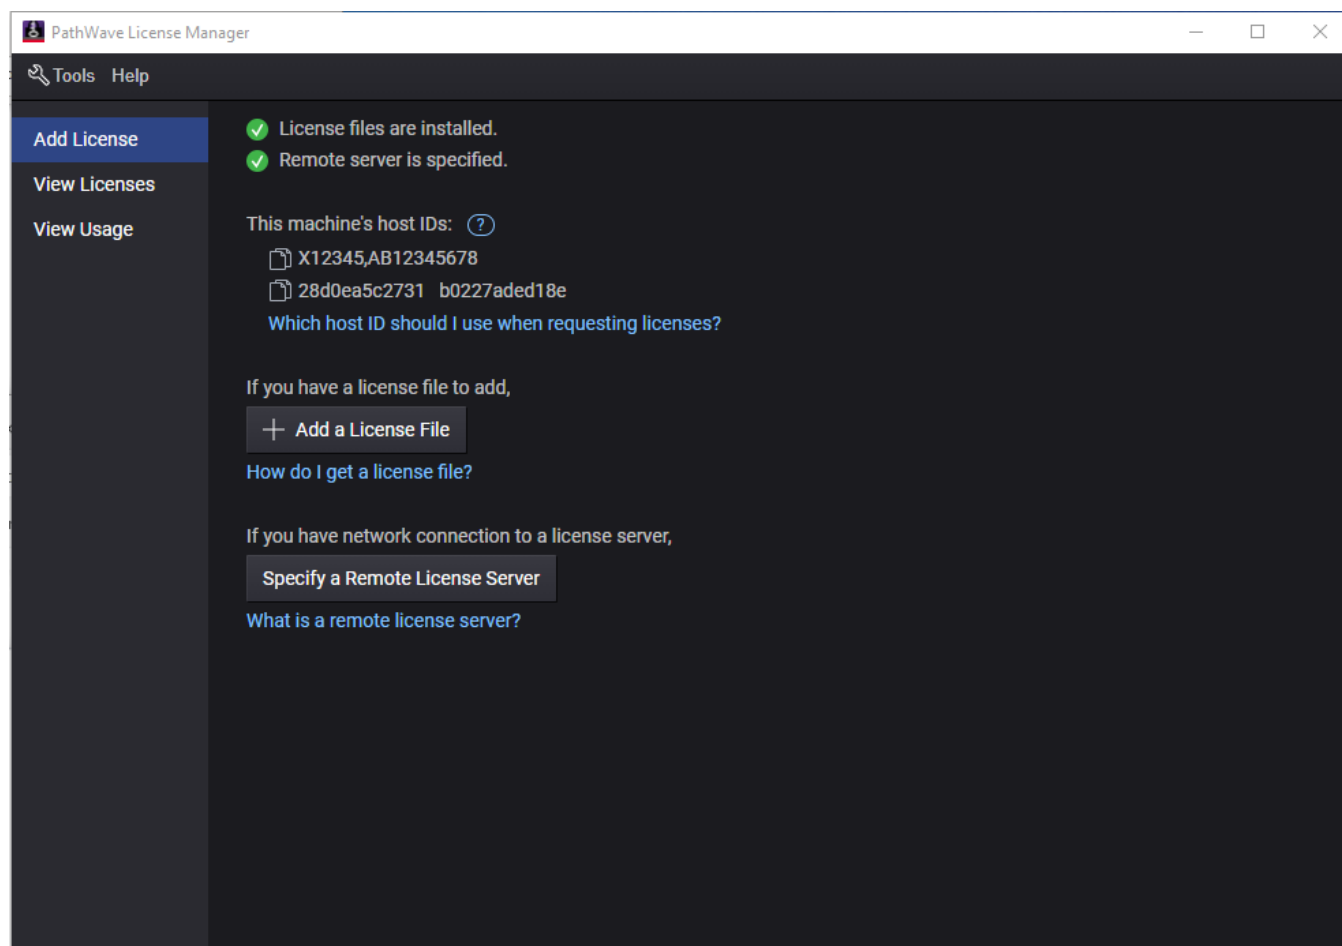 PathWave License Manager
Tools Help
Add License
View Licenses
View Usage
License files are installed.
Remote server is specified.
This machine's host IDs: ?
X12345,AB12345678
28d0ea5c2731 b0227aded18e
Which host ID should I use when requesting licenses?
If you have a license file to add,
+ Add a License File
How do I get a license file?
If you have network connection to a license server,
Specify a Remote License Server
What is a remote license server?